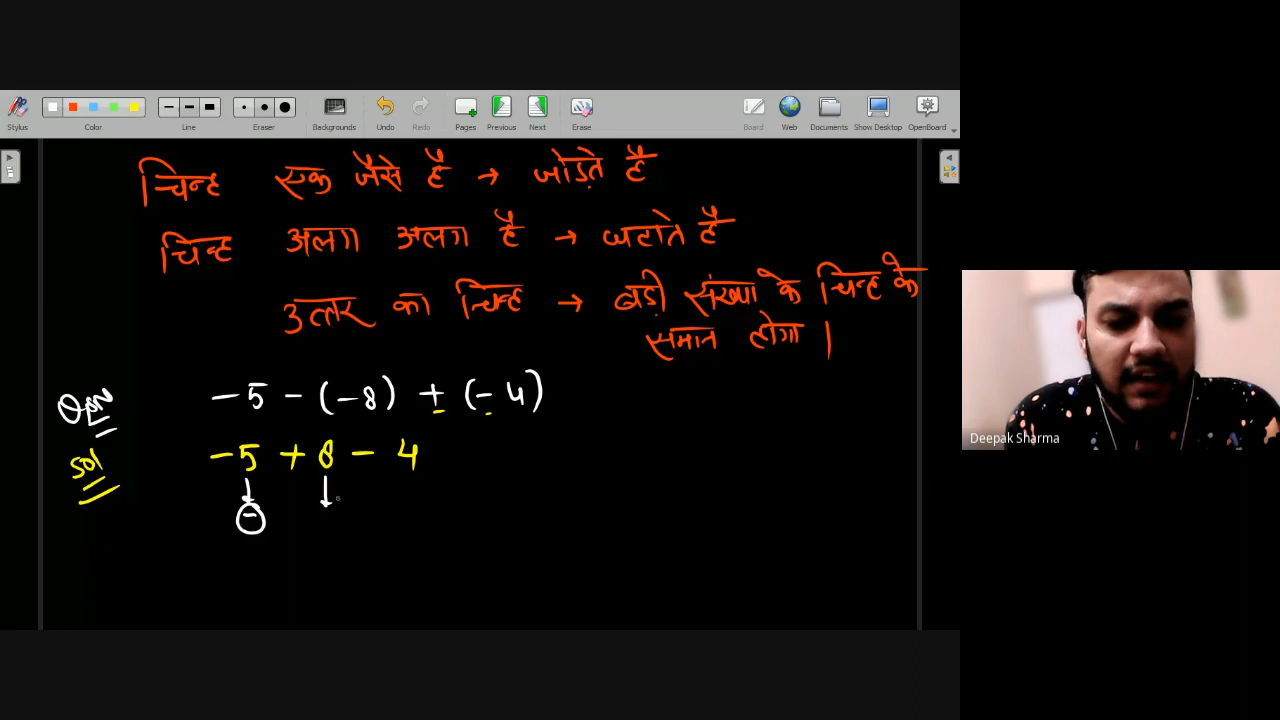 Stylus Color Line Eraser Backgrounds Undo Redo Pages Previous Next Erase Board Web Documents Show Desktop OpenBoard
चिन्ह एक जैसे है → जोड़ते है
चिन्ह अलग अलग है → घटाते है
उत्तर का चिन्ह → बड़ी संख्या के चिन्ह के
समान होगा |
Qon -5 - (-8) + (-4)
Sol -5 + 8 - 4
↓ ↓
-
Deepak Sharma